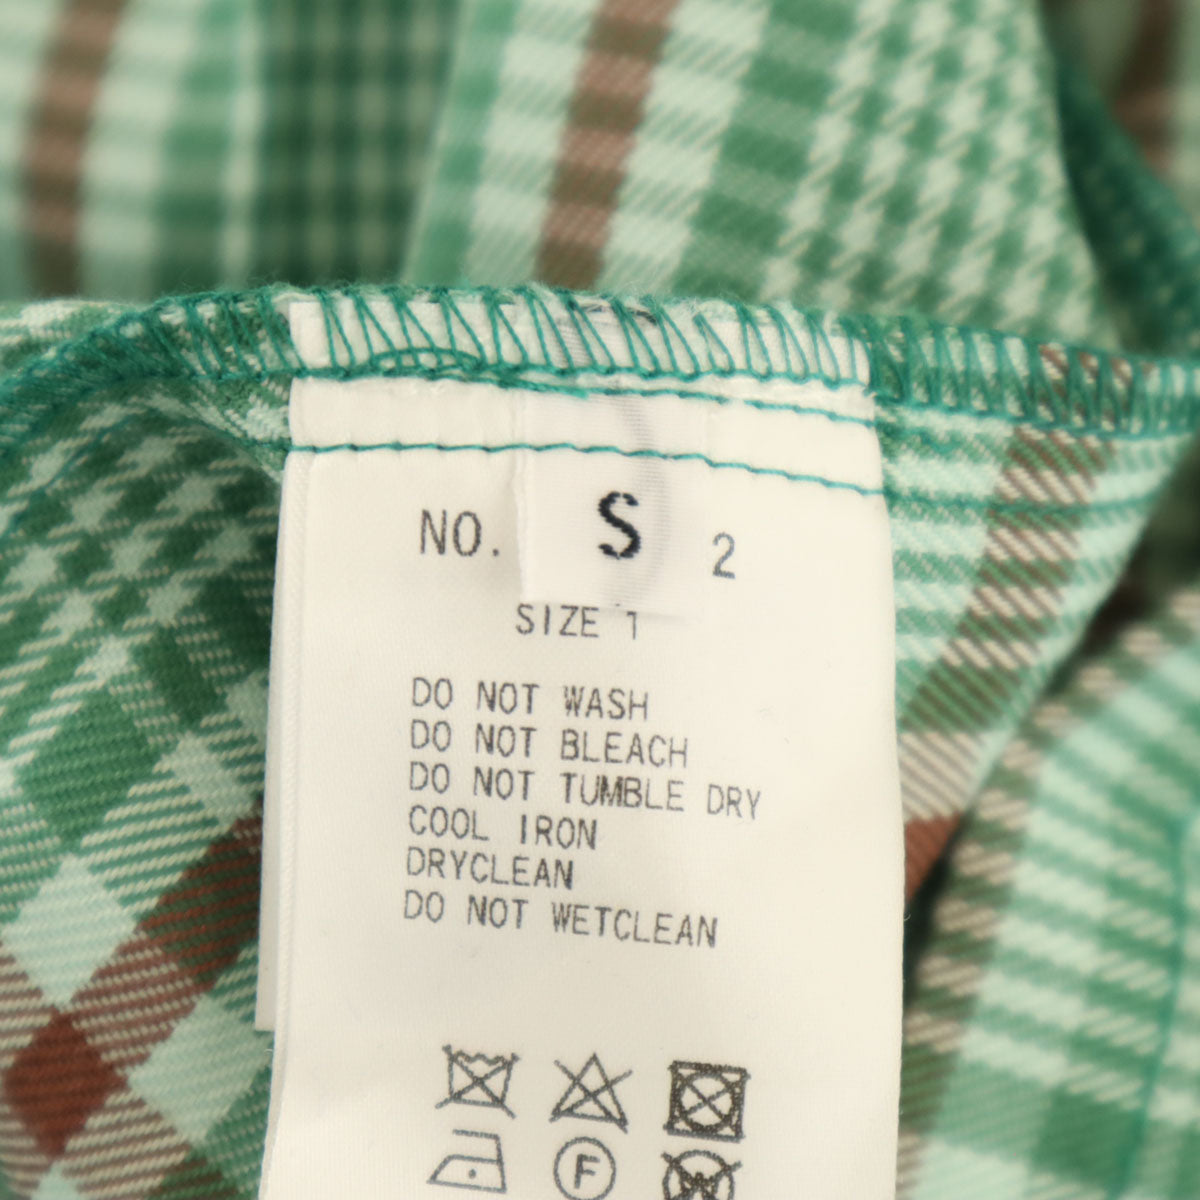 NO. S 2
SIZE 1
DO NOT WASH
DO NOT BLEACH
DO NOT TUMBLE DRY
COOL IRON
DRYCLEAN
DO NOT WETCLEAN
F